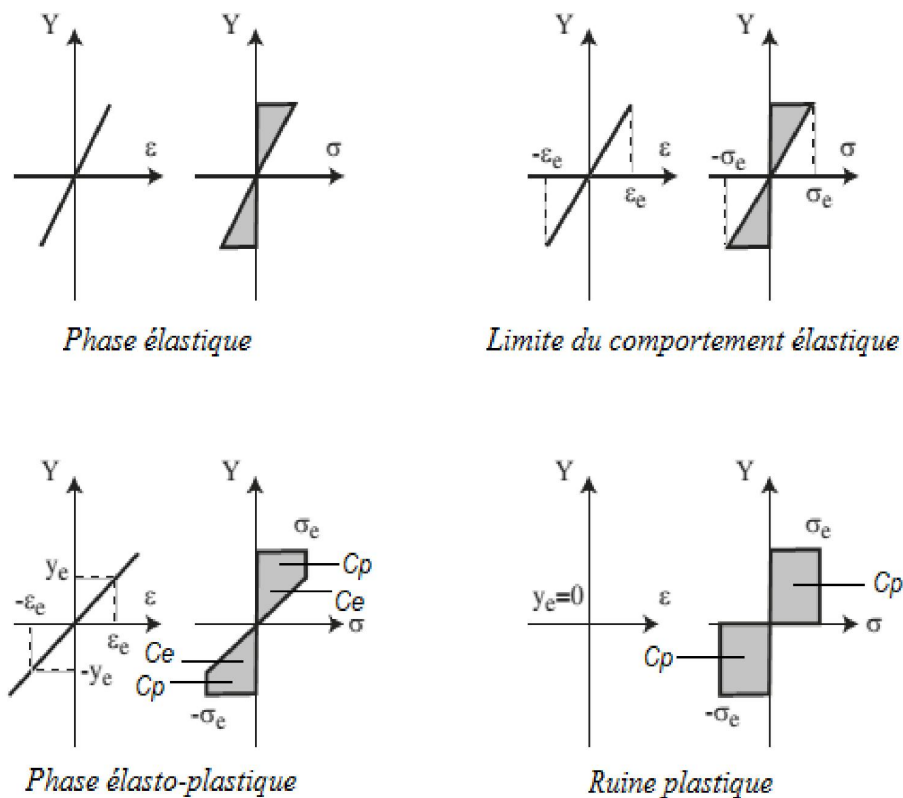 Y
Y
ε
σ
Phase élastique
Y
Y
-εe
ε
εe
-σe
σ
σe
Limite du comportement élastique
Y
Y
ye
-εe
ε
εe
-ye
σe
Cp
Ce
σ
Ce
Cp
-σe
Phase élasto-plastique
Y
Y
ye=0
ε
σe
Cp
σ
Cp
-σe
Ruine plastique